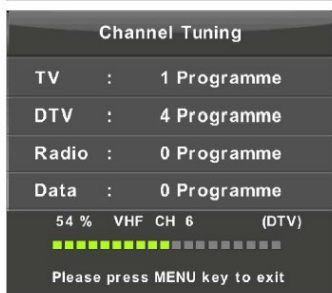 Channel Tuning
TV : 1 Programme
DTV : 4 Programme
Radio : 0 Programme
Data : 0 Programme
54 % VHF CH 6 (DTV)
Please press MENU key to exit